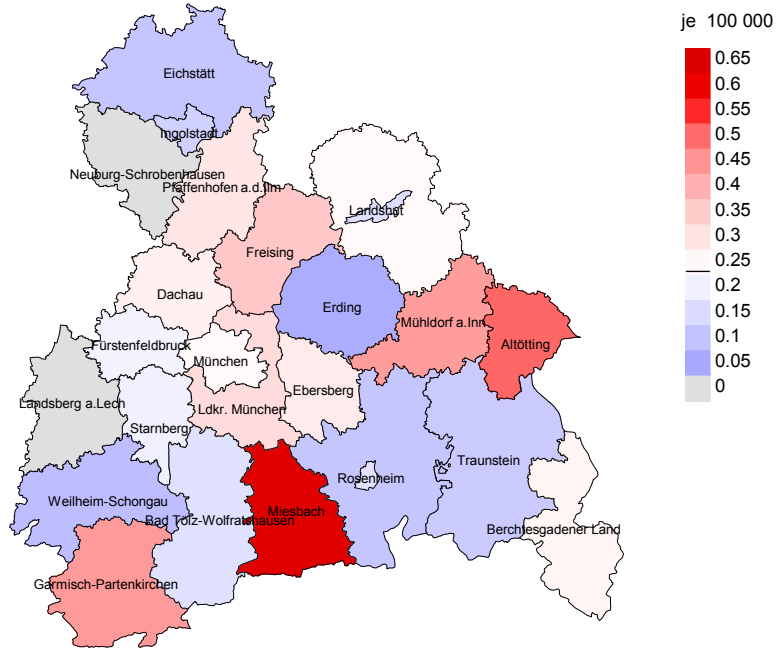 je 100 000
0.65
0.6
0.55
0.5
0.45
0.4
0.35
0.3
0.25
0.2
0.15
0.1
0.05
0
Eichstätt
Ingolstadt
Neuburg-Schrobenhausen
Pfaffenhofen a.d.Ilm
Landshut
Freising
Dachau
Erding
Mühldorf a.Inn
Altötting
Fürstenfeldbruck
München
Ebersberg
Landsberg a.Lech
Ldkr. München
Starnberg
Traunstein
Rosenheim
Weilheim-Schongau
Miesbach
Bad Tölz-Wolfratshausen
Berchtesgadener Land
Garmisch-Partenkirchen